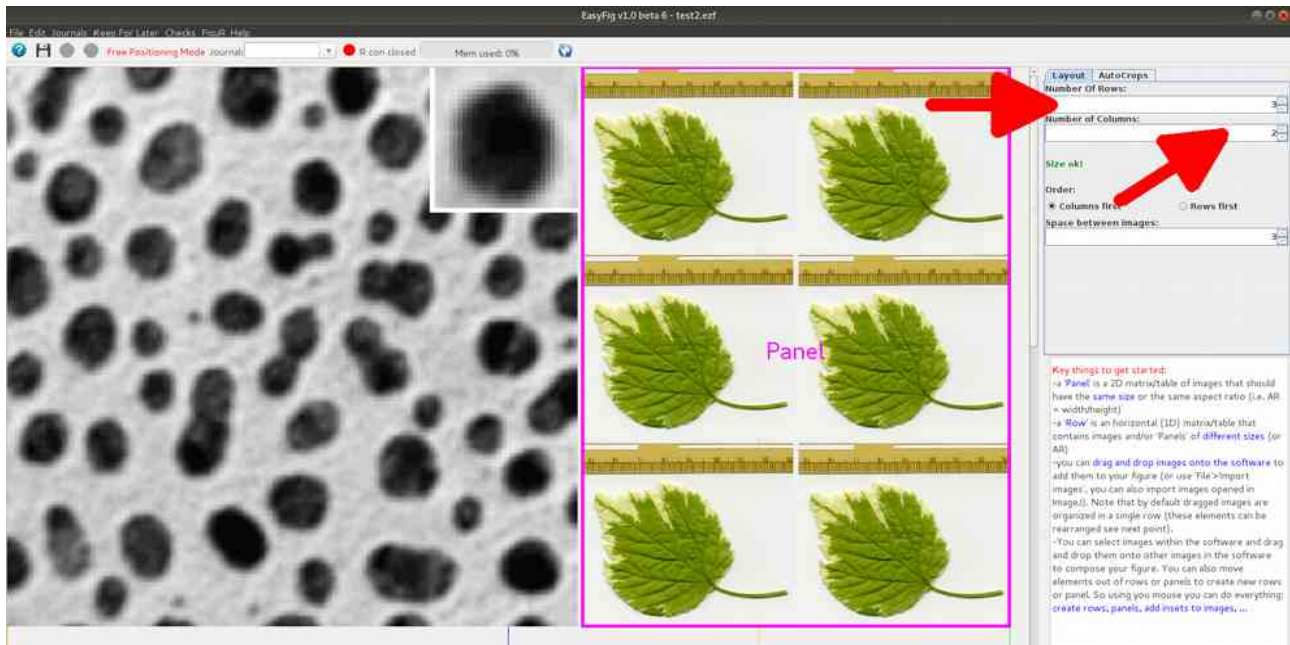 EasyFig v1.0 beta 6 - test2.ezf
File Edit Journals Keep For Later Checks FiguR Help
Free Positioning Mode Journal: R con closed Mem used: 0%
Layout AutoCrops
Number Of Rows:
3
Number of Columns:
2
Size ok!
Order:
Columns first Rows first
Space between images:
3
Panel
Key things to get started:
-a 'Panel' is a 2D matrix/table of images that should
have the same size or the same aspect ratio (i.e. AR
= width/height)
-a 'Row' is an horizontal (1D) matrix/table that
contains images and/or 'Panels' of different sizes (or
AR)
-you can drag and drop images onto the software to
add them to your figure (or use 'File>Import
images', you can also import images opened in
ImageJ). Note that by default dragged images are
organized in a single row (these elements can be
rearranged see next point).
-You can select images within the software and drag
and drop them onto other images in the software
to compose your figure. You can also move
elements out of rows or panels to create new rows
or panel. So using you mouse you can do everything:
create rows, panels, add insets to images, ...